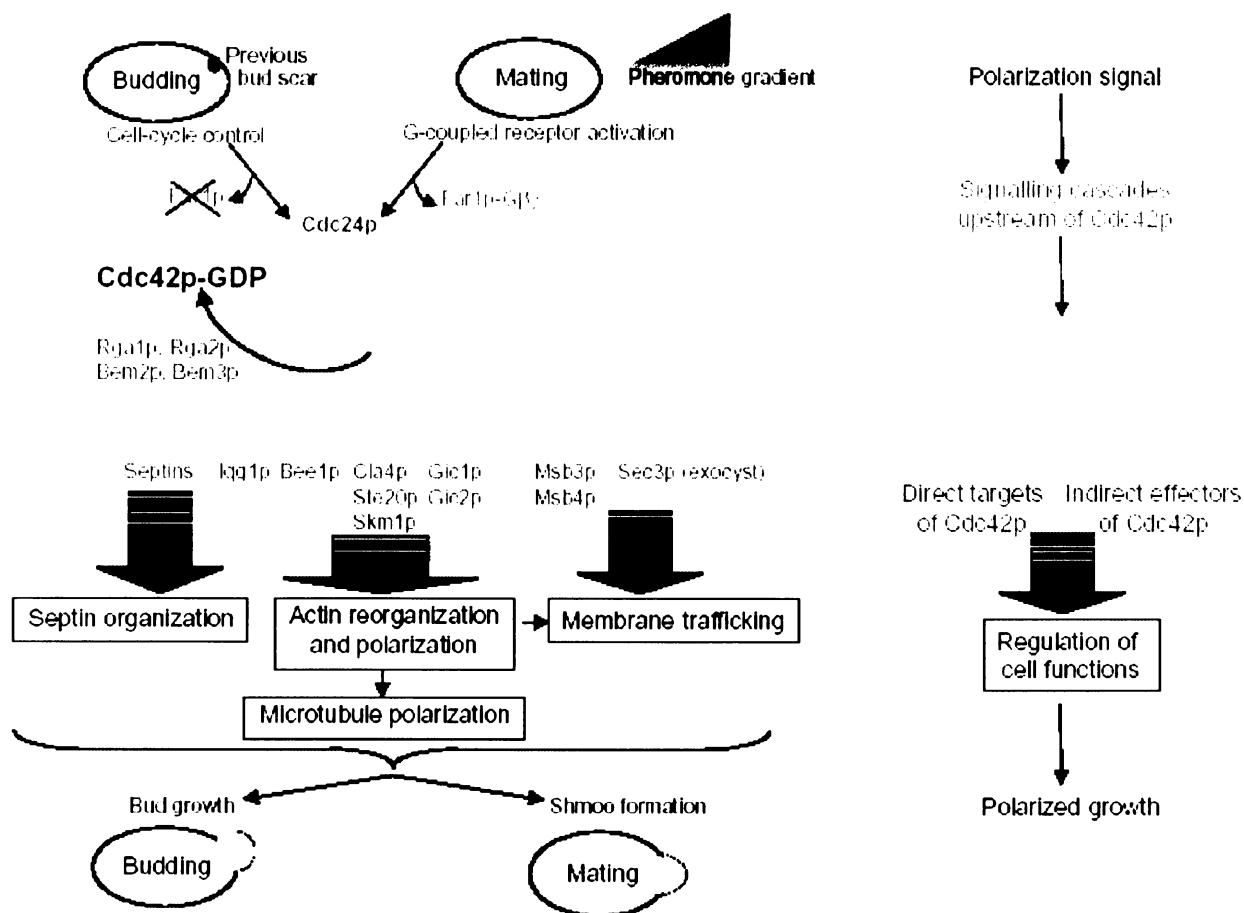 Previous
bud scar
Budding
Mating
Pheromone gradient
Polarization signal
Cell-cycle control
G-coupled receptor activation
Far1p-Gβγ
Cdc24p
Signalling cascades
upstream of Cdc42p
Cdc42p-GDP
Rga1p, Rga2p
Bem2p, Bem3p
Septins Iqg1p Bee1p Cla4p Gic1p Msb3p Sec3p (exocyst)
Ste20p Gic2p Msb4p
Skm1p
Direct targets
of Cdc42p
Indirect effectors
of Cdc42p
Septin organization
Actin reorganization
and polarization
Membrane trafficking
Regulation of
cell functions
Microtubule polarization
Bud growth
Shmoo formation
Polarized growth
Budding
Mating